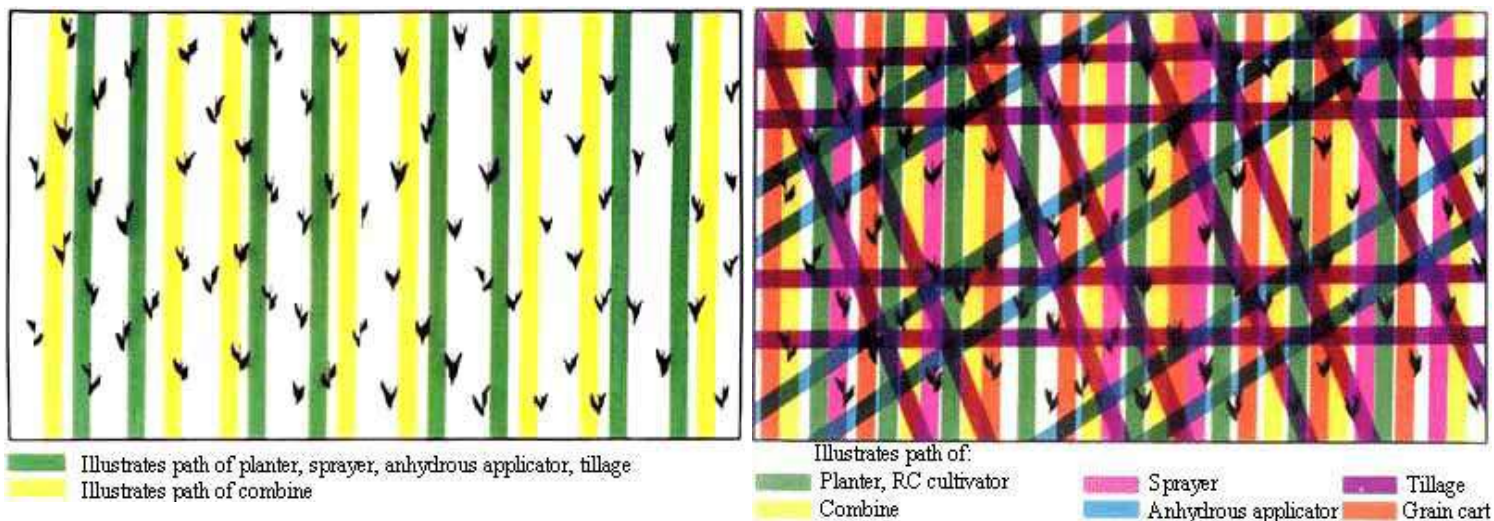 Illustrates path of planter, sprayer, anhydrous applicator, tillage
Illustrates path of combine
Illustrates path of:
Planter, RC cultivator
Sprayer
Tillage
Combine
Anhydrous applicator
Grain cart